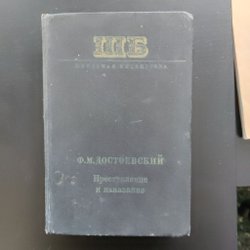 ШБ
ШКОЛЬНАЯ БИБЛИОТЕКА
Ф.М.ДОСТОЕВСКИЙ
Преступление
и наказание